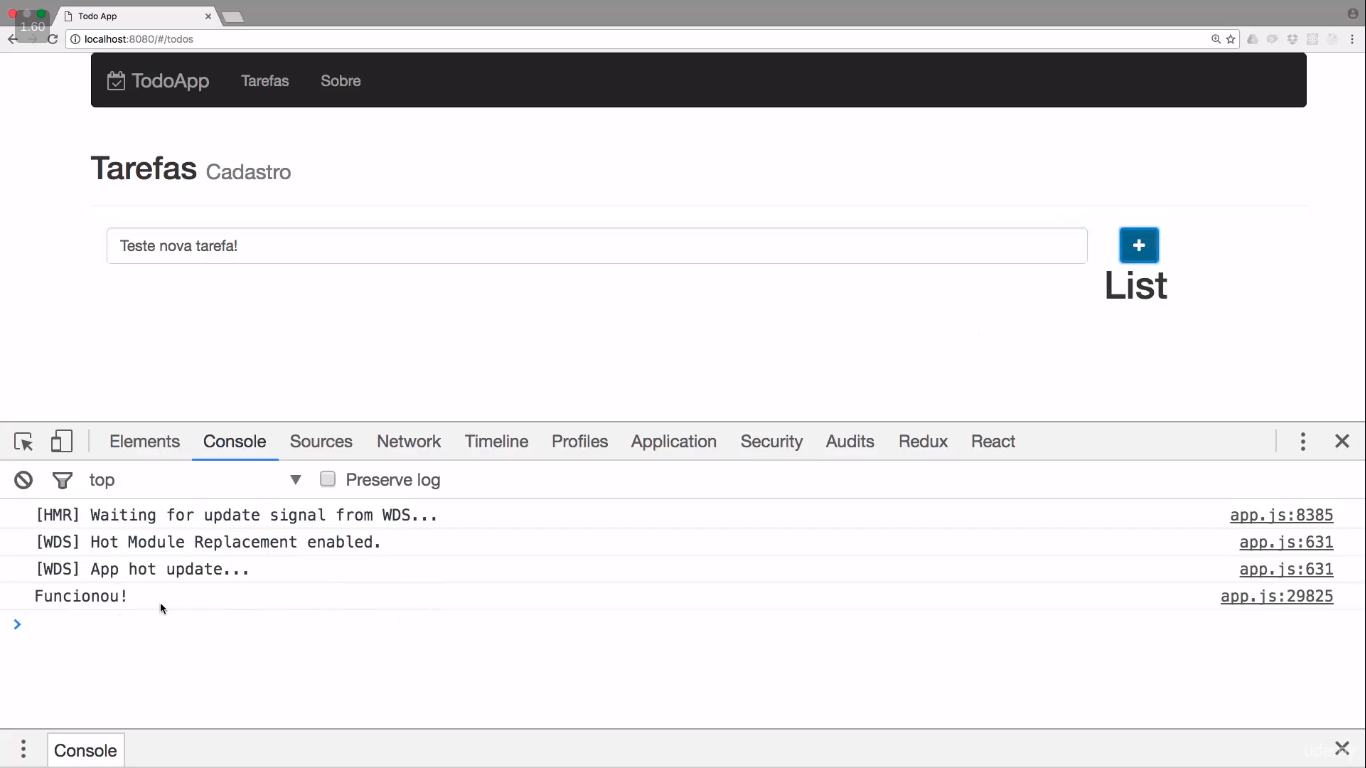 Todo App
1.60
localhost:8080/#/todos
TodoApp Tarefas Sobre
Tarefas Cadastro
Teste nova tarefa!
List
Elements Console Sources Network Timeline Profiles Application Security Audits Redux React
top Preserve log
[HMR] Waiting for update signal from WDS... app.js:8385
[WDS] Hot Module Replacement enabled. app.js:631
[WDS] App hot update... app.js:631
Funcionou! app.js:29825
Console